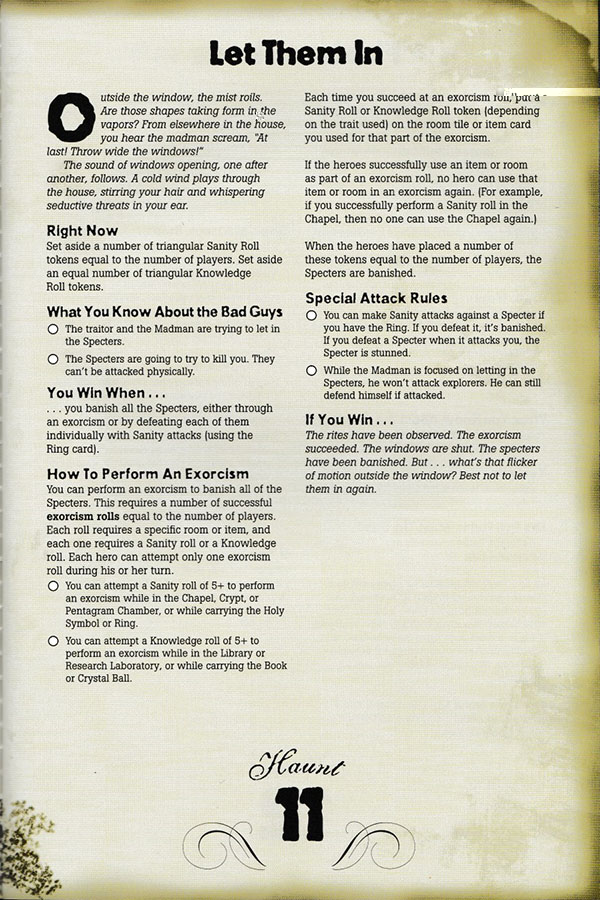 Let Them In
Outside the window, the mist roils.
Are those shapes taking form in the
vapors? From elsewhere in the house,
you hear the madman scream, "At
last! Throw wide the windows!"
The sound of windows opening, one after
another, follows. A cold wind plays through
the house, stirring your hair and whispering
seductive threats in your ear.
Right Now
Set aside a number of triangular Sanity Roll
tokens equal to the number of players. Set aside
an equal number of triangular Knowledge
Roll tokens.
What You Know About the Bad Guys
The traitor and the Madman are trying to let in
the Specters.
The Specters are going to try to kill you. They
can't be attacked physically.
You Win When . . .
. . . you banish all the Specters, either through
an exorcism or by defeating each of them
individually with Sanity attacks (using the
Ring card).
How To Perform An Exorcism
You can perform an exorcism to banish all of the
Specters. This requires a number of successful
exorcism rolls equal to the number of players.
Each roll requires a specific room or item, and
each one requires a Sanity roll or a Knowledge
roll. Each hero can attempt only one exorcism
roll during his or her turn.
You can attempt a Sanity roll of 5+ to perform
an exorcism while in the Chapel, Crypt, or
Pentagram Chamber, or while carrying the Holy
Symbol or Ring.
You can attempt a Knowledge roll of 5+ to
perform an exorcism while in the Library or
Research Laboratory, or while carrying the Book
or Crystal Ball.
Each time you succeed at an exorcism roll, put a
Sanity Roll or Knowledge Roll token (depending
on the trait used) on the room tile or item card
you used for that part of the exorcism.
If the heroes successfully use an item or room
as part of an exorcism roll, no hero can use that
item or room in an exorcism again. (For example,
if you successfully perform a Sanity roll in the
Chapel, then no one can use the Chapel again.)
When the heroes have placed a number of
these tokens equal to the number of players, the
Specters are banished.
Special Attack Rules
You can make Sanity attacks against a Specter if
you have the Ring. If you defeat it, it's banished.
If you defeat a Specter when it attacks you, the
Specter is stunned.
While the Madman is focused on letting in the
Specters, he won't attack explorers. He can still
defend himself if attacked.
If You Win . . .
The rites have been observed. The exorcism
succeeded. The windows are shut. The specters
have been banished. But . . . what's that flicker
of motion outside the window? Best not to let
them in again.
Haunt
11